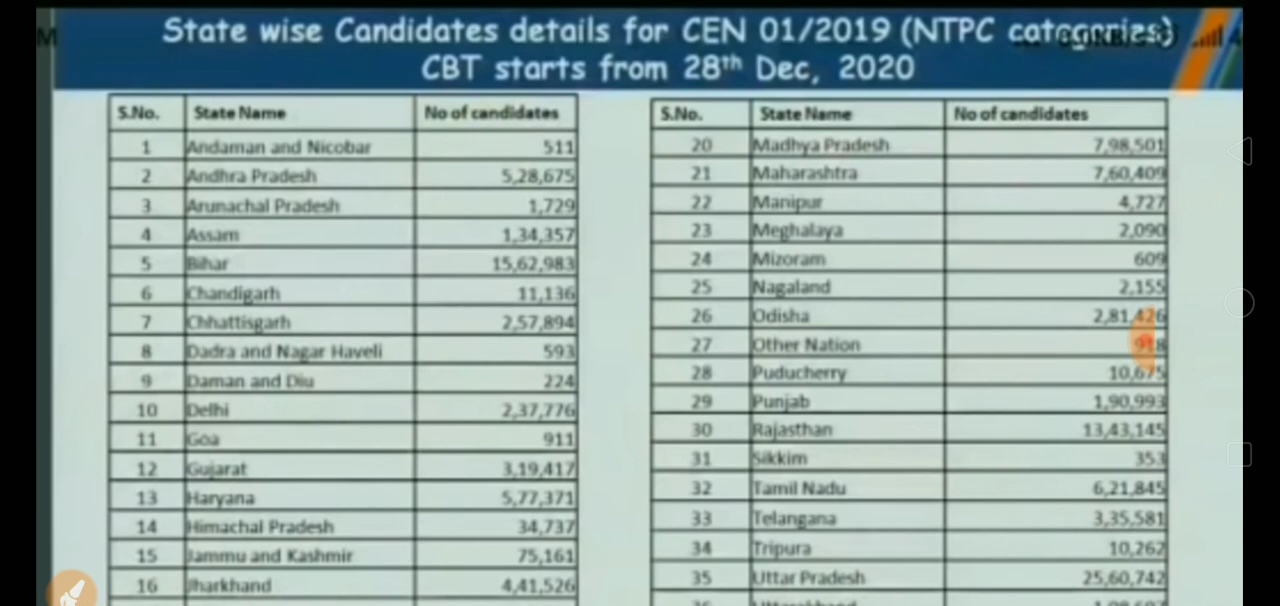 State wise Candidates details for CEN 01/2019 (NTPC categories)
CBT starts from 28th Dec, 2020
S.No. State Name No of candidates
1 Andaman and Nicobar 511
2 Andhra Pradesh 5,28,675
3 Arunachal Pradesh 1,729
4 Assam 1,34,357
5 Bihar 15,62,983
6 Chandigarh 11,136
7 Chhattisgarh 2,57,894
8 Dadra and Nagar Haveli 593
9 Daman and Diu 224
10 Delhi 2,37,776
11 Goa 911
12 Gujarat 3,19,417
13 Haryana 5,77,371
14 Himachal Pradesh 34,737
15 Jammu and Kashmir 75,161
16 Jharkhand 4,41,526
S.No. State Name No of candidates
20 Madhya Pradesh 7,98,501
21 Maharashtra 7,60,409
22 Manipur 4,727
23 Meghalaya 2,090
24 Mizoram 609
25 Nagaland 2,155
26 Odisha 2,81,426
27 Other Nation 918
28 Puducherry 10,675
29 Punjab 1,90,993
30 Rajasthan 13,43,145
31 Sikkim 353
32 Tamil Nadu 6,21,845
33 Telangana 3,35,581
34 Tripura 10,262
35 Uttar Pradesh 25,60,742